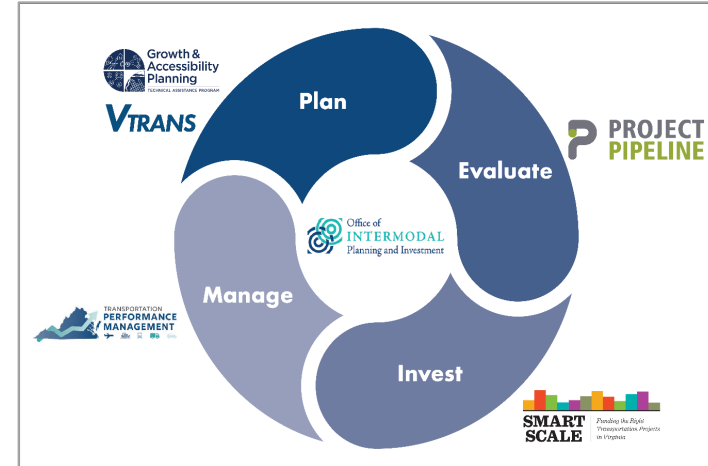 Growth &
Accessibility
Planning
TECHNICAL ASSISTANCE PROGRAM
VTRANS
Plan
Evaluate
PROJECT
PIPELINE
Office of
INTERMODAL
Planning and Investment
Manage
TRANSPORTATION
PERFORMANCE
MANAGEMENT
Invest
SMART
SCALE
Funding the Right
Transportation Projects
in Virginia